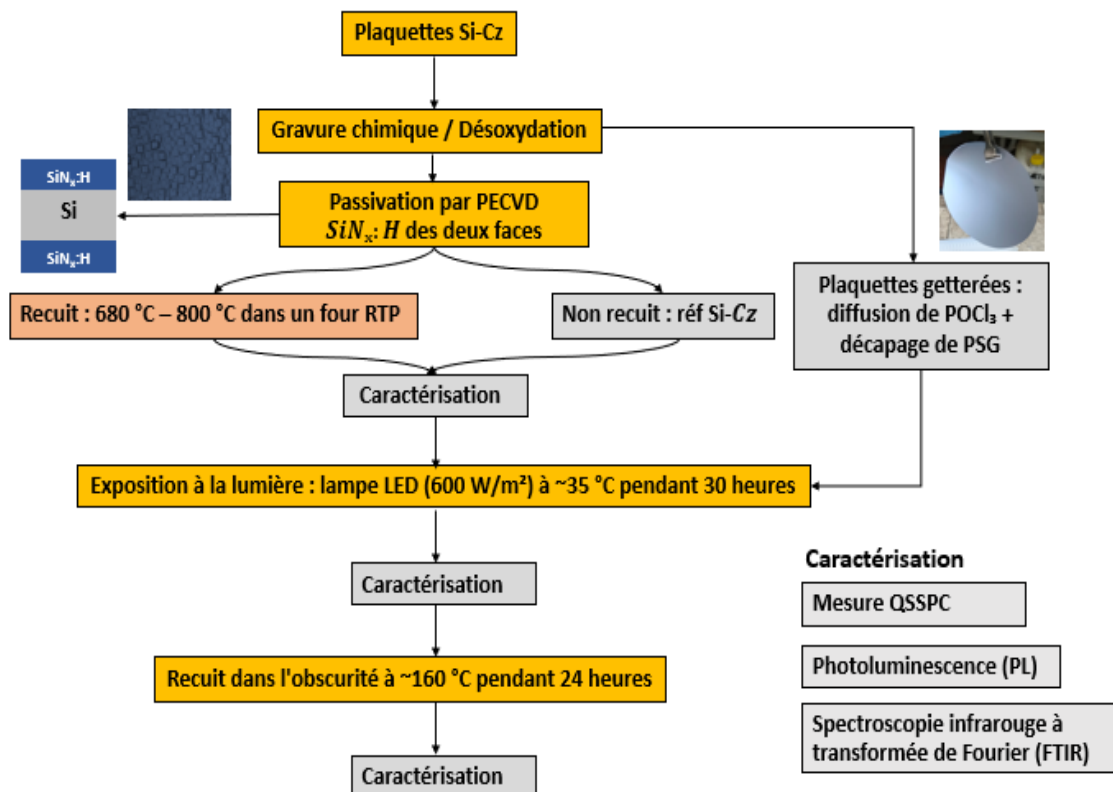 Plaquettes Si-Cz
Gravure chimique / Désoxydation
SiNₓ:H
Si
SiNₓ:H
Passivation par PECVD
SiNₓ: H des deux faces
Recuit : 680 °C – 800 °C dans un four RTP
Non recuit : réf Si-Cz
Plaquettes getterées :
diffusion de POCl₃ +
décapage de PSG
Caractérisation
Exposition à la lumière : lampe LED (600 W/m²) à ~35 °C pendant 30 heures
Caractérisation
Recuit dans l'obscurité à ~160 °C pendant 24 heures
Caractérisation
Caractérisation
Mesure QSSPC
Photoluminescence (PL)
Spectroscopie infrarouge à
transformée de Fourier (FTIR)